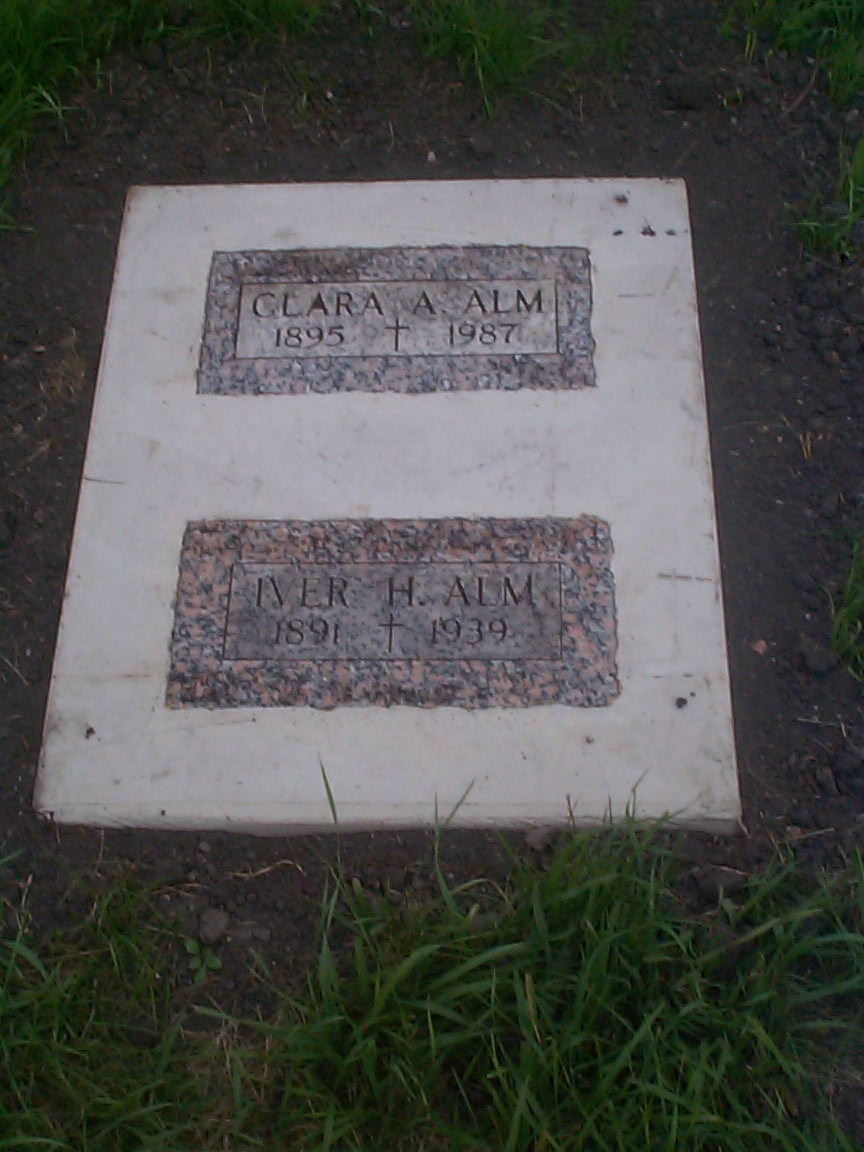 CLARA A. ALM
1895 † 1987
IVER H. ALM
1891 † 1939